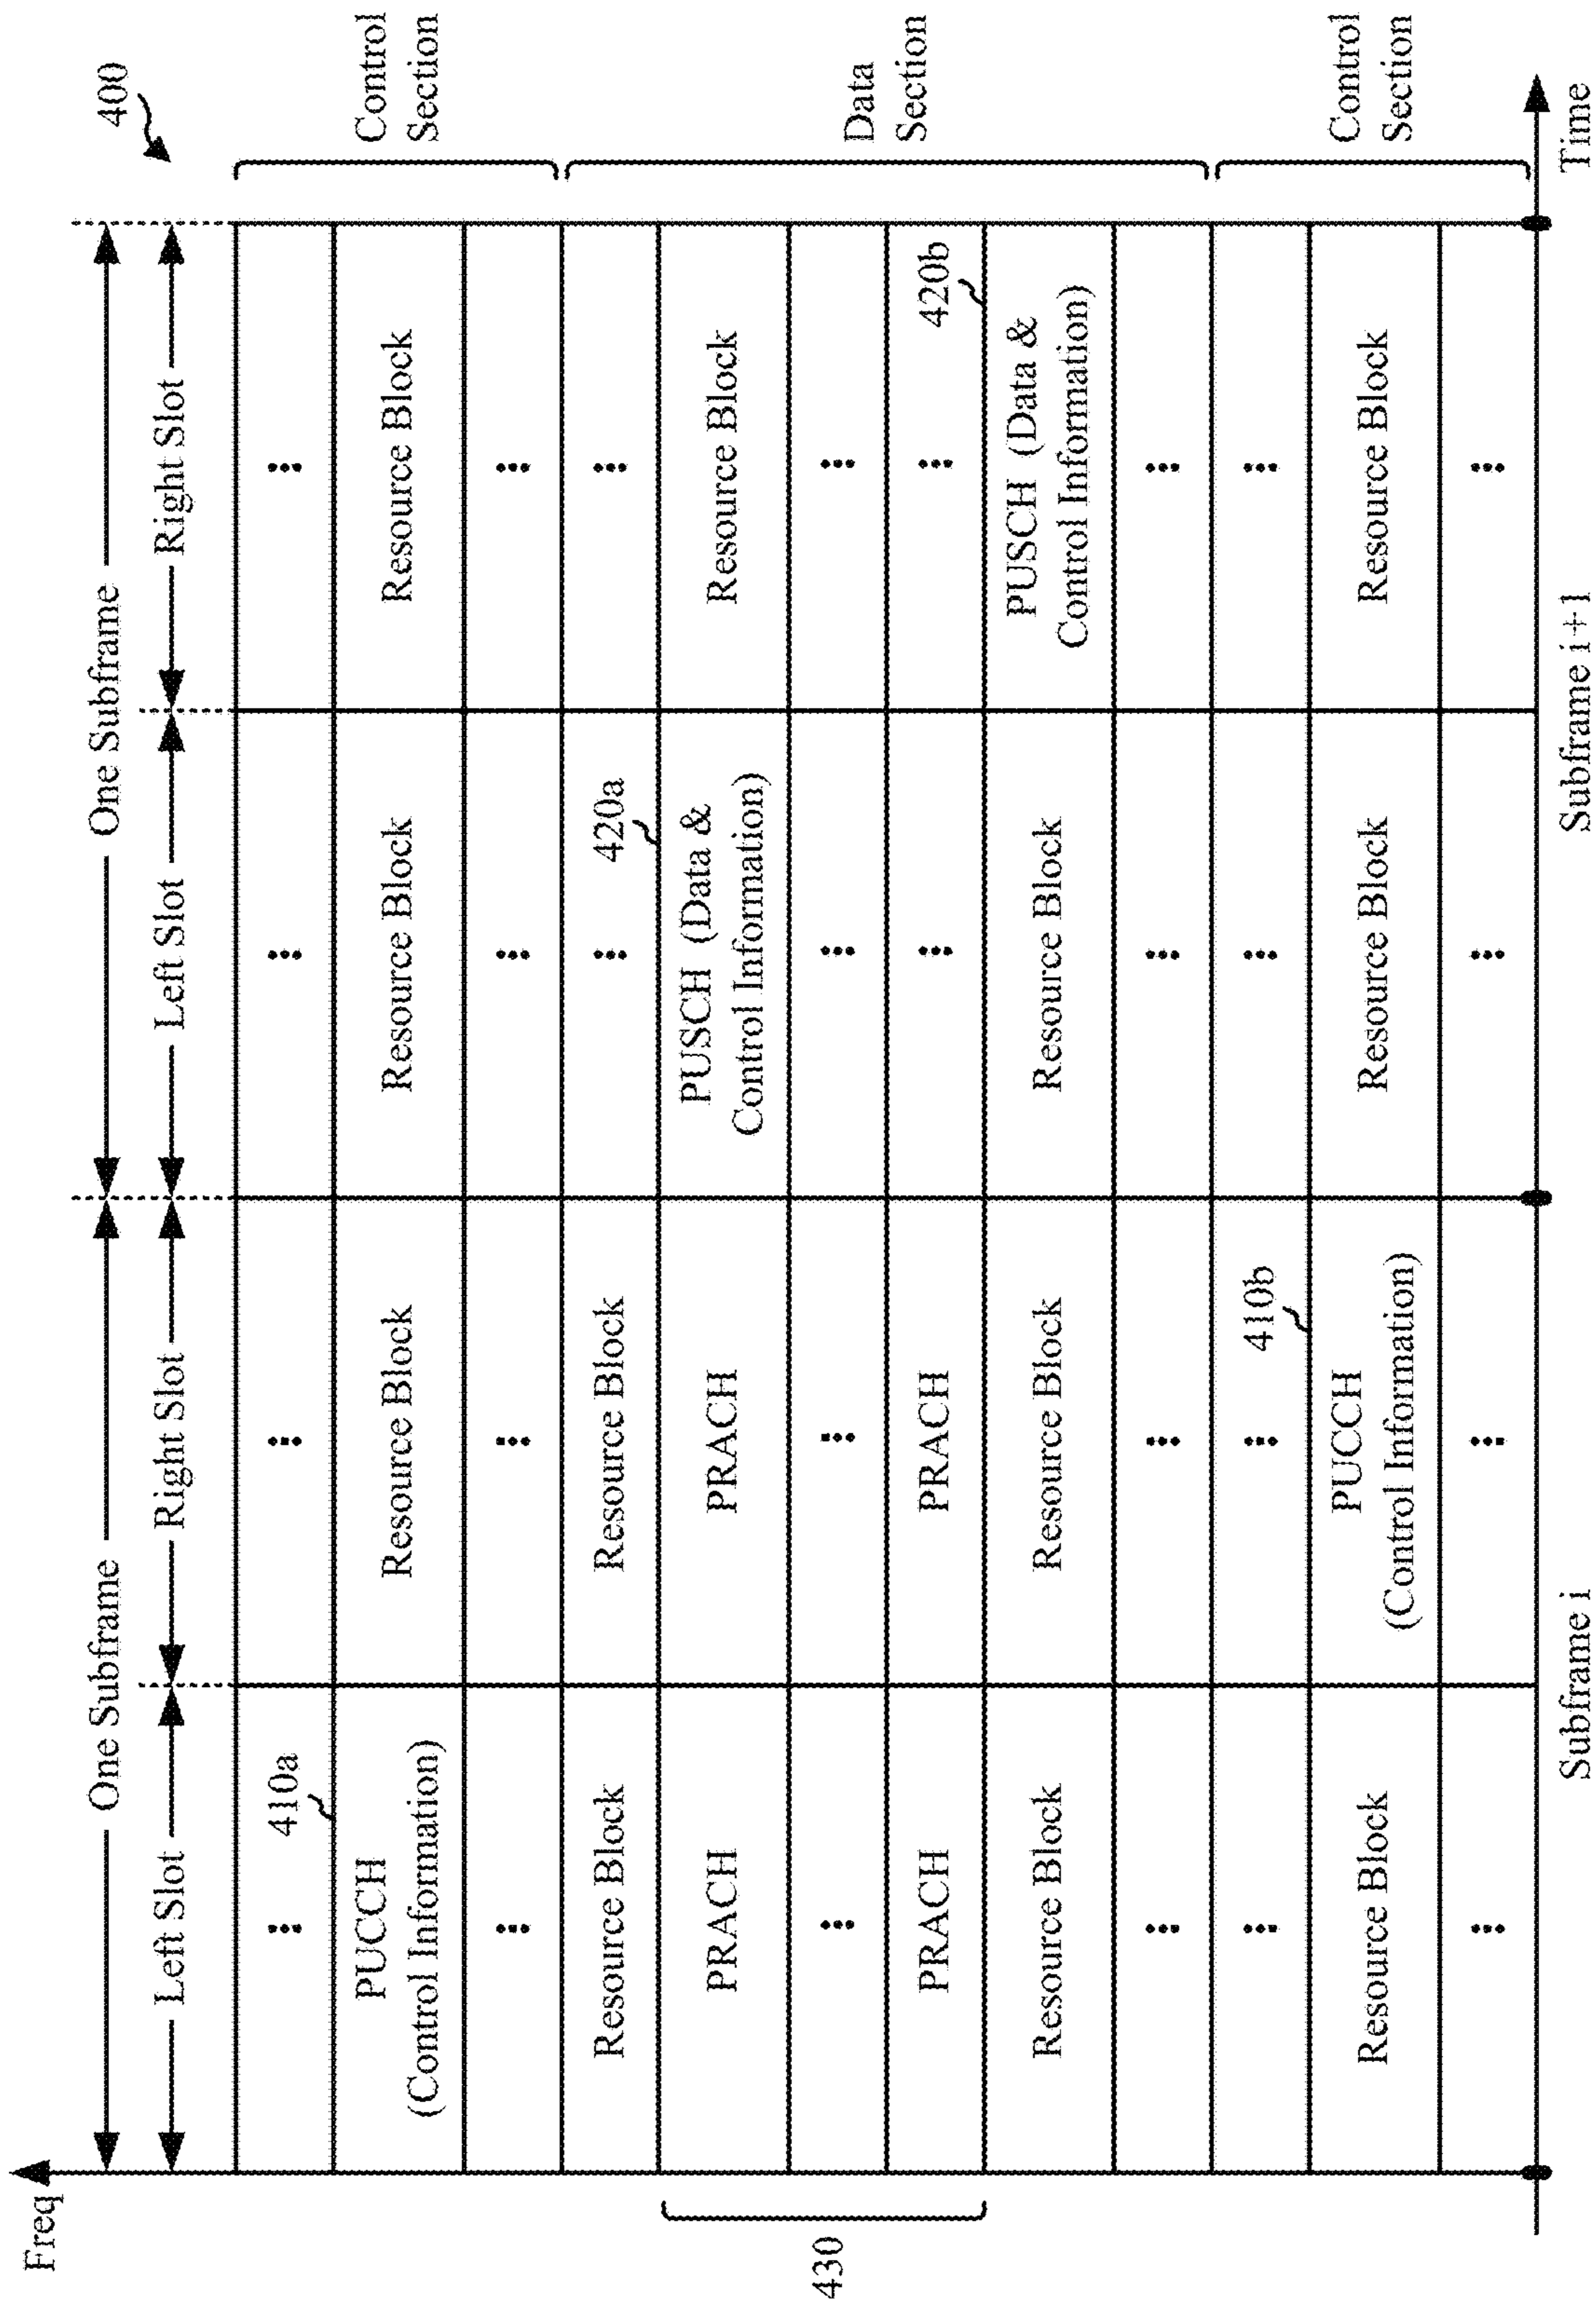 400
One Subframe
One Subframe
Left Slot
Right Slot
Left Slot
Right Slot
Freq
⋮
410a
⋮
⋮
⋮
PUCCH
(Control Information)
Resource Block
Resource Block
Resource Block
Control
Section
⋮
⋮
⋮
⋮
Resource Block
Resource Block
⋮
420a
⋮
PRACH
PRACH
PUSCH (Data &
Control Information)
Resource Block
430
⋮
⋮
⋮
⋮
Data
Section
PRACH
PRACH
⋮
⋮
420b
Resource Block
Resource Block
Resource Block
PUSCH (Data &
Control Information)
⋮
⋮
⋮
⋮
⋮
⋮
410b
⋮
⋮
Resource Block
PUCCH
(Control Information)
Resource Block
Resource Block
Control
Section
⋮
⋮
⋮
⋮
Subframe i
Subframe i+1
Time